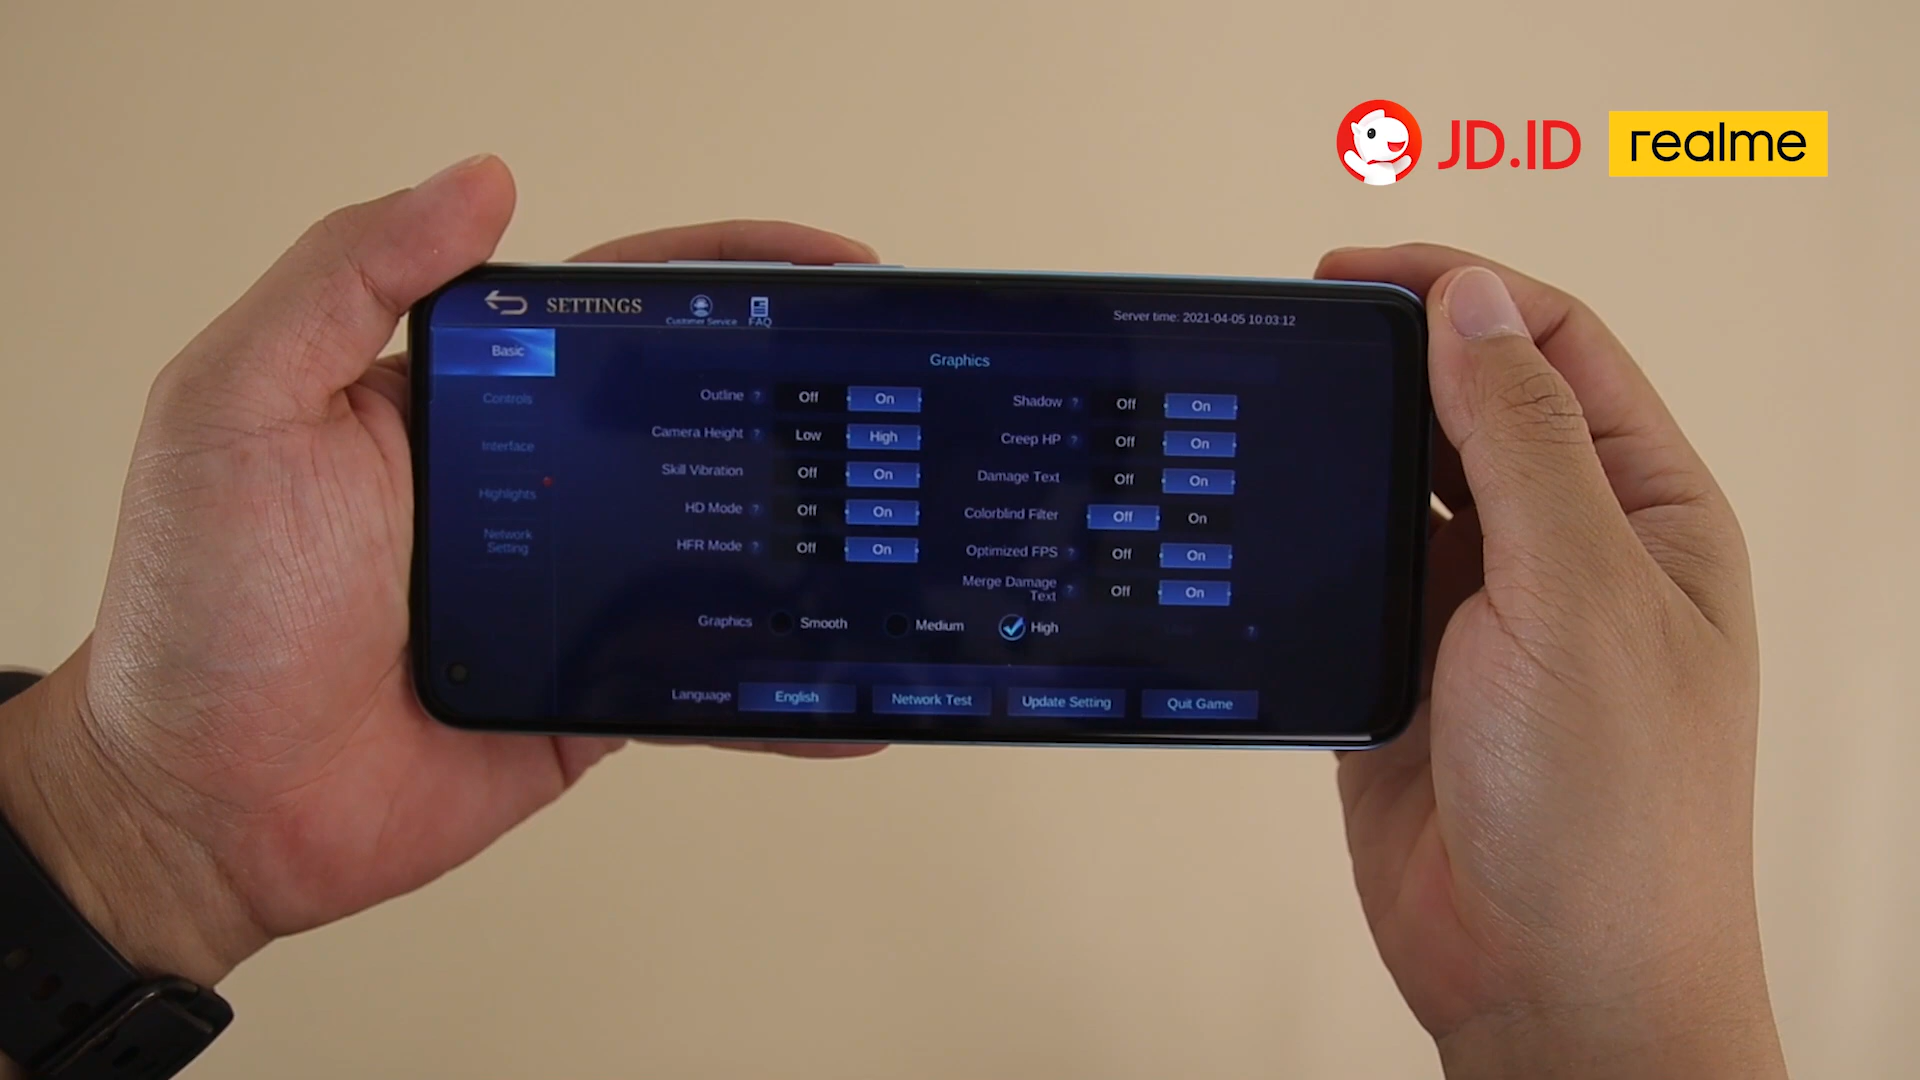 JD.ID realme
SETTINGS
Customer Service
FAQ
Server time: 2021-04-05 10:03:12
Basic
Controls
Interface
Highlights
Network
Setting
Graphics
Outline ? Off On
Camera Height ? Low High
Skill Vibration Off On
HD Mode ? Off On
HFR Mode ? Off On
Shadow ? Off On
Creep HP ? Off On
Damage Text Off On
Colorblind Filter Off On
Optimized FPS ? Off On
Merge Damage
Text ? Off On
Graphics Smooth Medium High ?
Language English Network Test Update Setting Quit Game